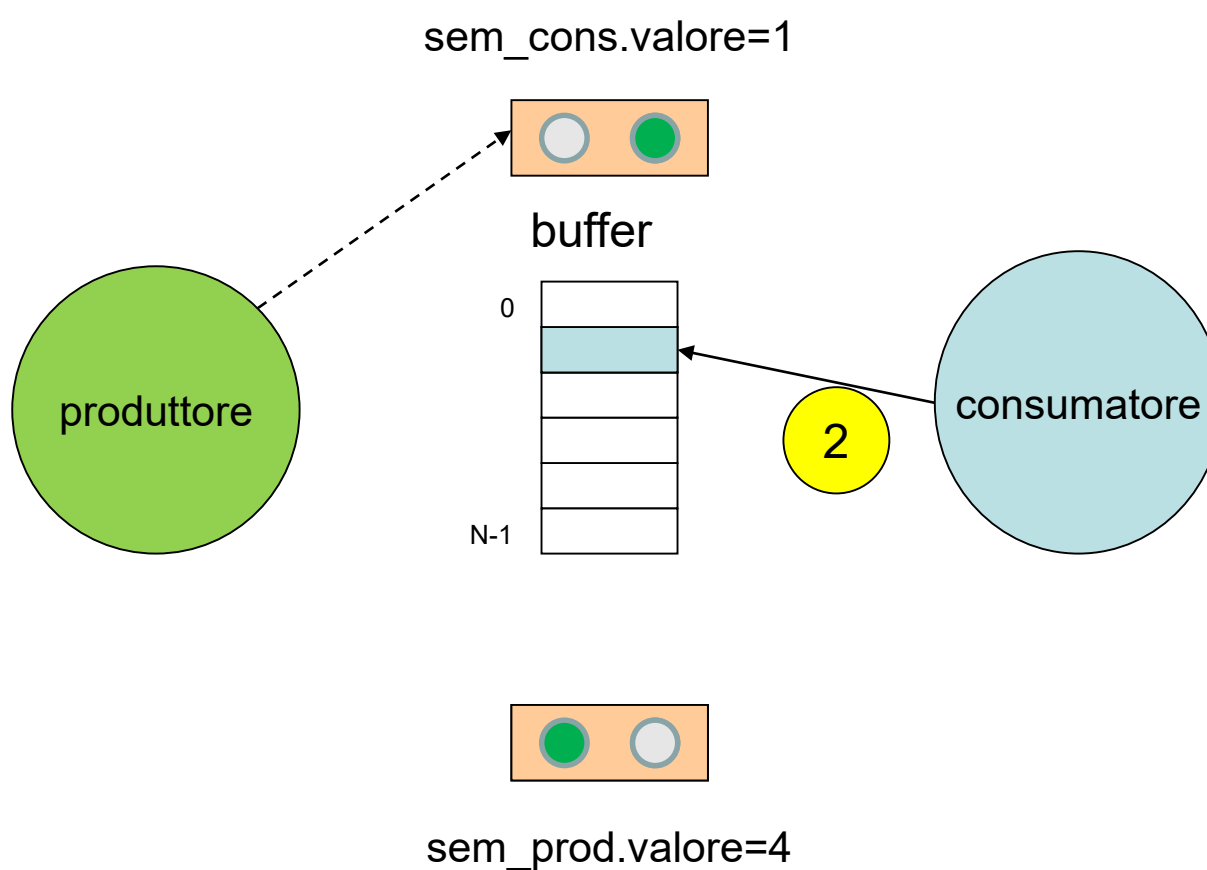 sem_cons.valore=1
buffer
0
produttore
consumatore
2
N-1
sem_prod.valore=4